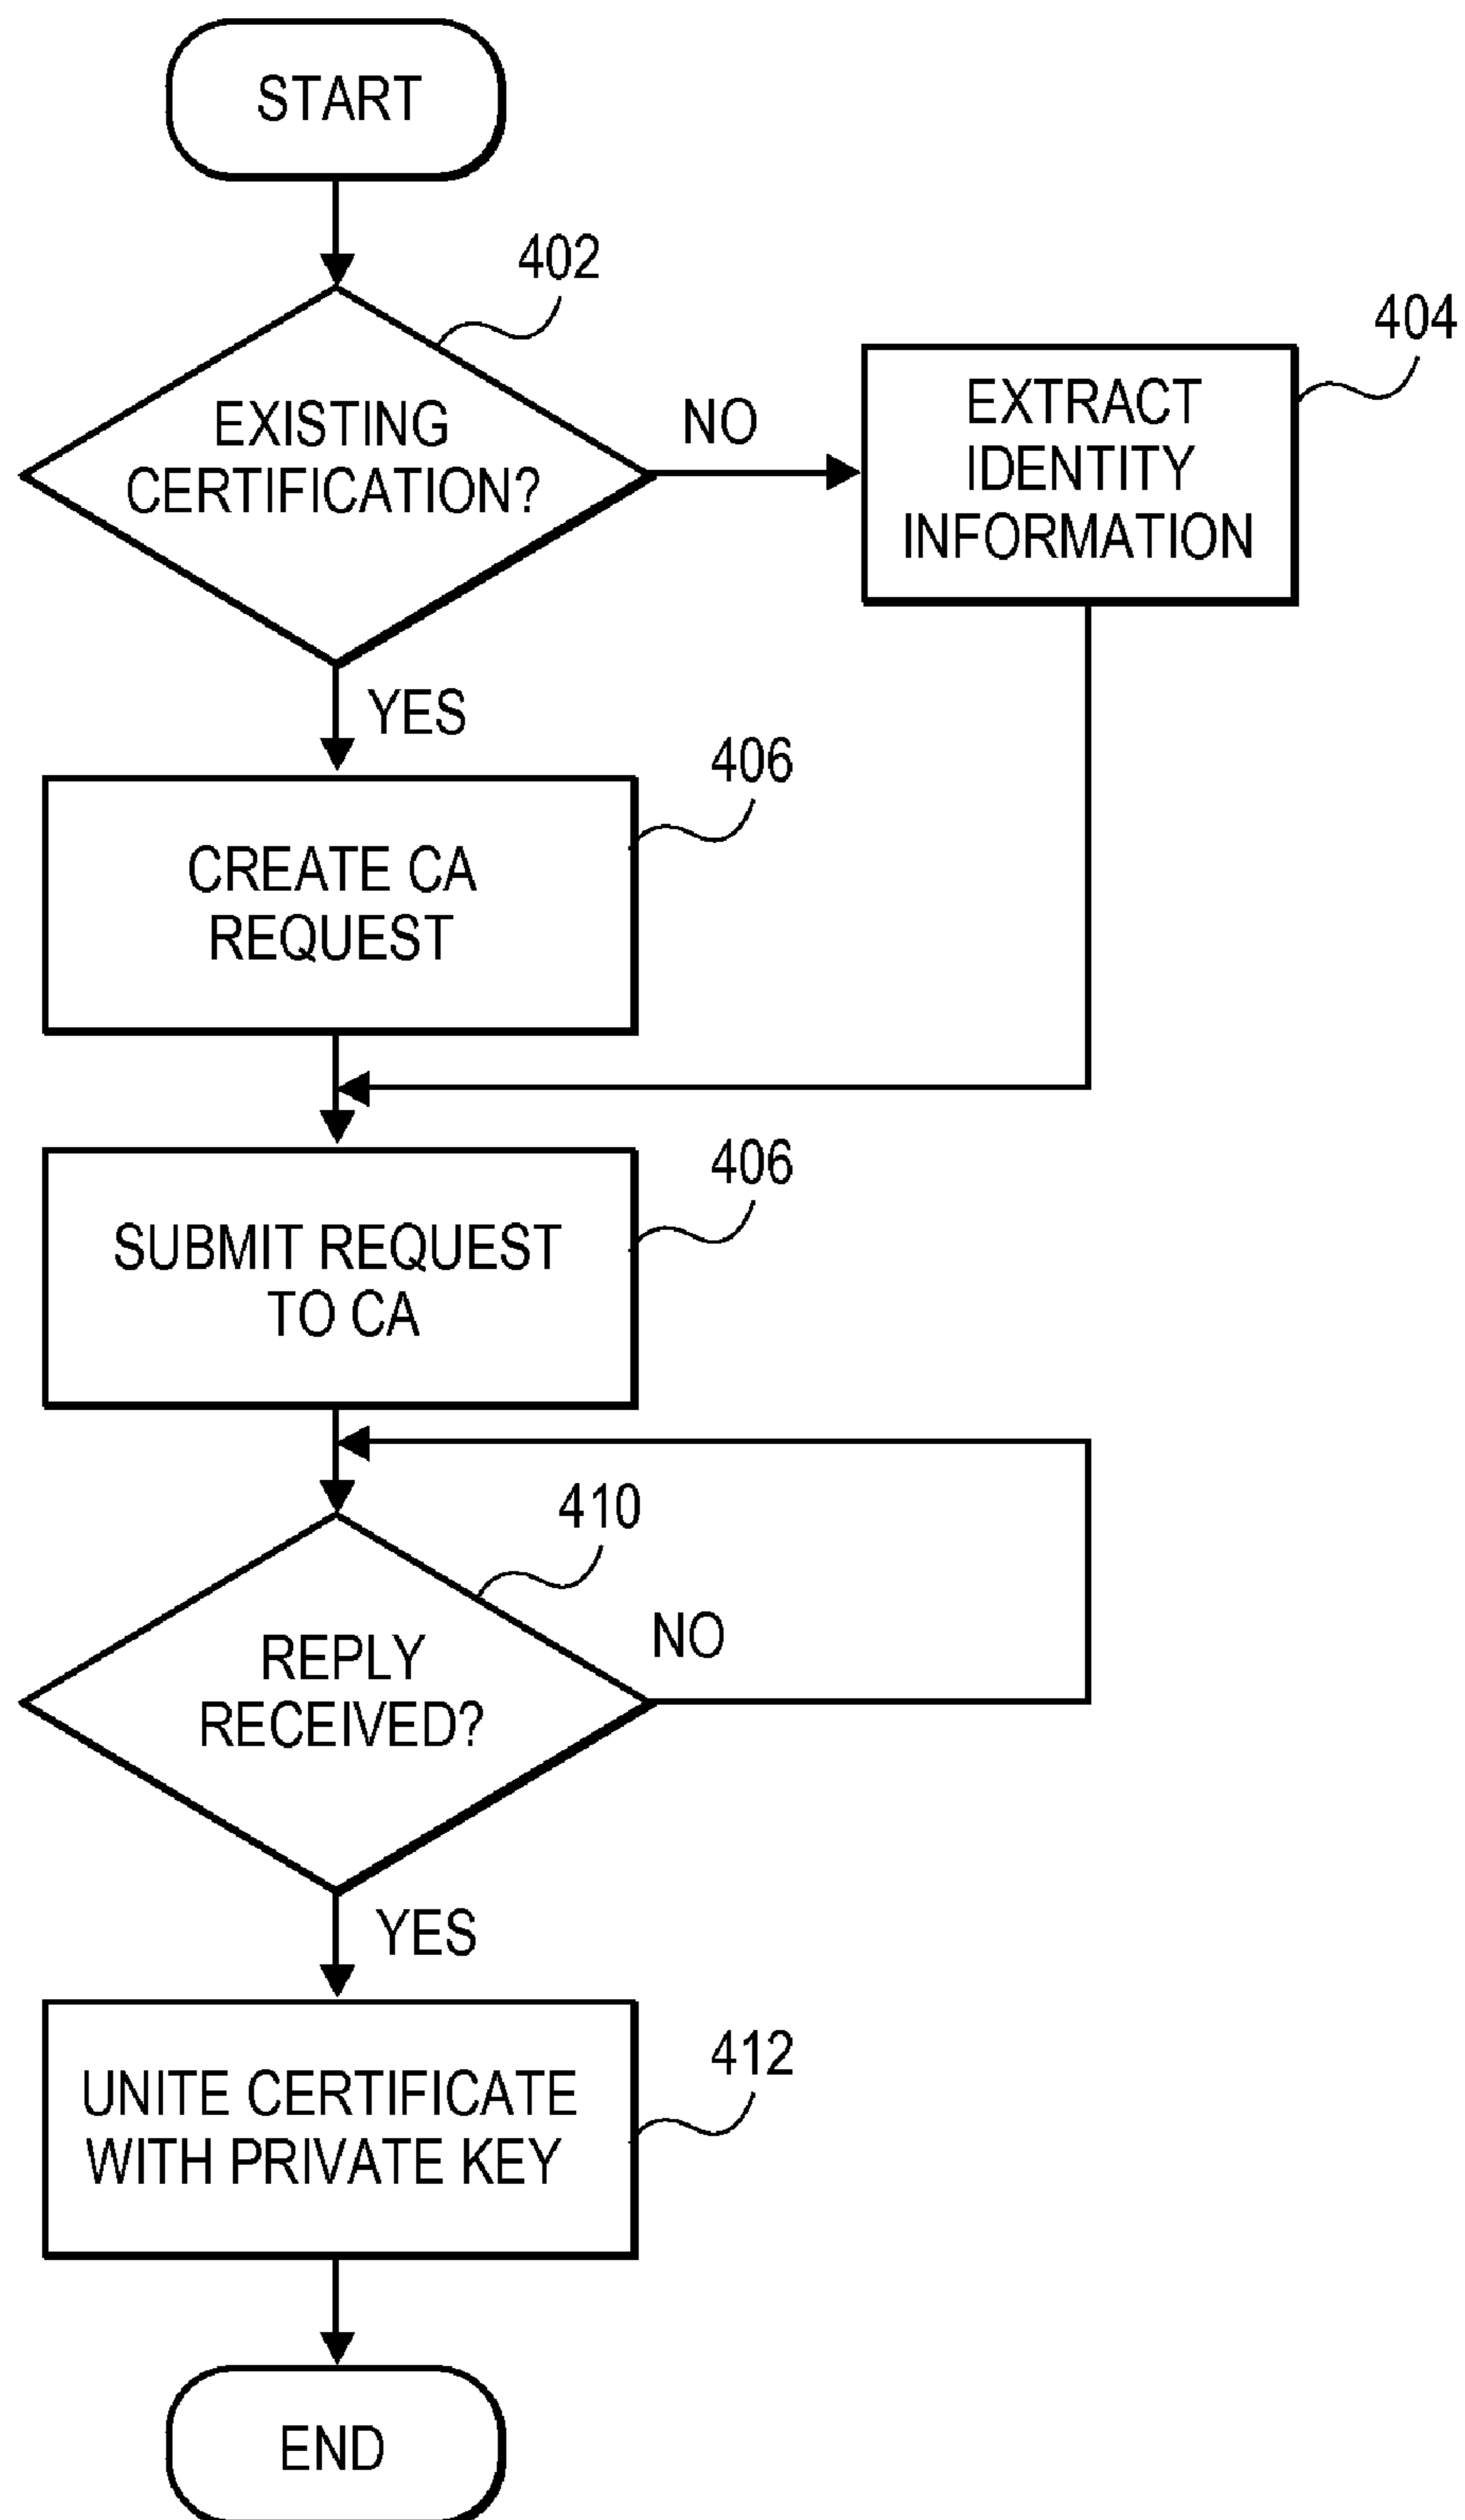 START
402
404
EXISTING
CERTIFICATION?
NO
EXTRACT
IDENTITY
INFORMATION
YES
406
CREATE CA
REQUEST
406
SUBMIT REQUEST
TO CA
410
REPLY
RECEIVED?
NO
YES
412
UNITE CERTIFICATE
WITH PRIVATE KEY
END